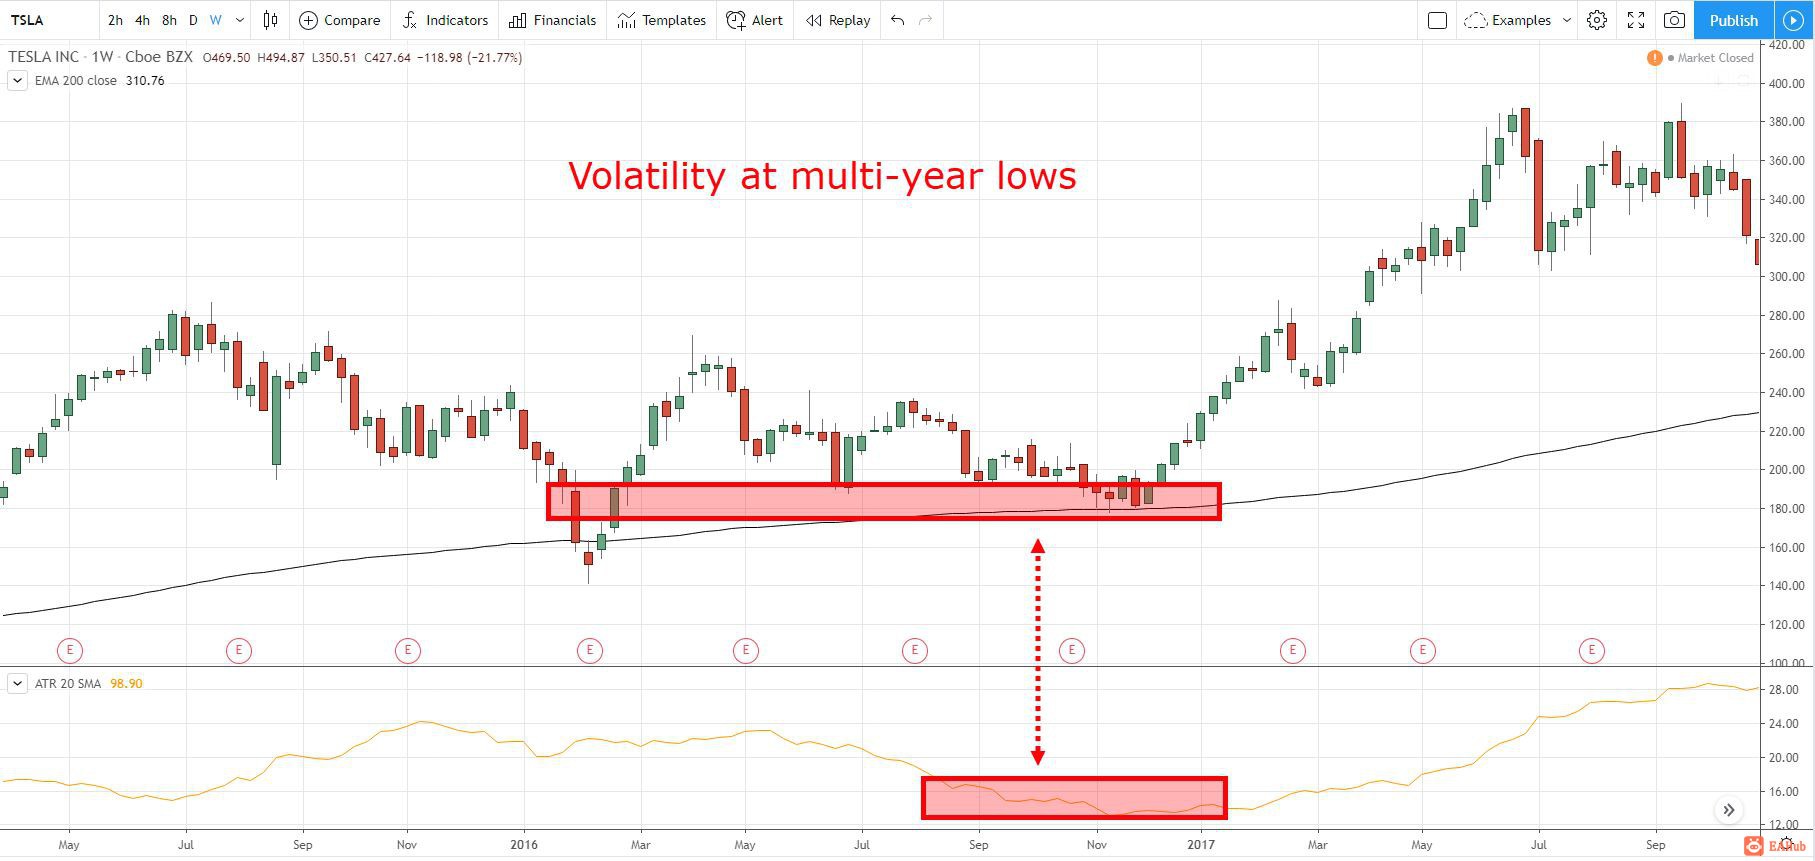 TSLA 2h 4h 8h D W Compare Indicators Financials Templates Alert Replay Examples Publish
TESLA INC · 1W · Cboe BZX O469.50 H494.87 L350.51 C427.64 −118.98 (−21.77%)
Market Closed
EMA 200 close 310.76
Volatility at multi-year lows
420.00
400.00
380.00
360.00
340.00
320.00
300.00
280.00
260.00
240.00
220.00
200.00
180.00
160.00
140.00
120.00
100.00
E E E E E E E E E E
ATR 20 SMA 98.90
28.00
24.00
20.00
16.00
12.00
May Jul Sep Nov 2016 Mar May Jul Sep Nov 2017 Mar May Jul Sep
EAHub